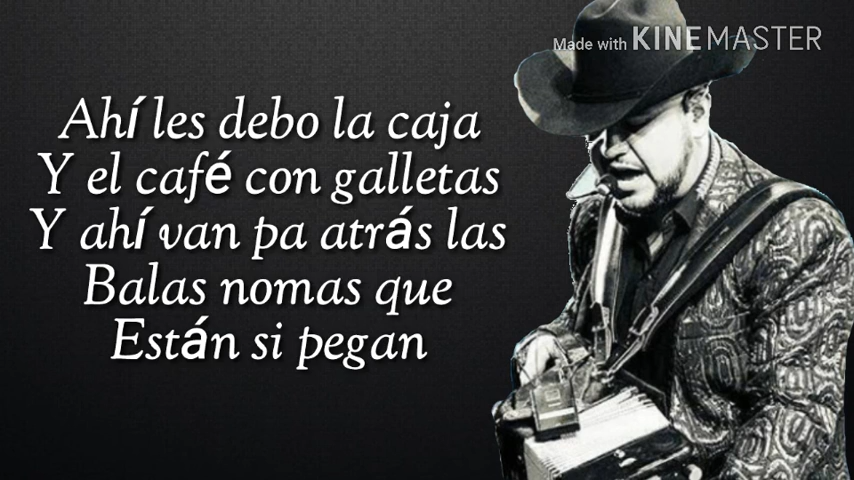 Made with KINEMASTER
Ahí les debo la caja
Y el café con galletas
Y ahí van pa atrás las
Balas nomas que
Están si pegan